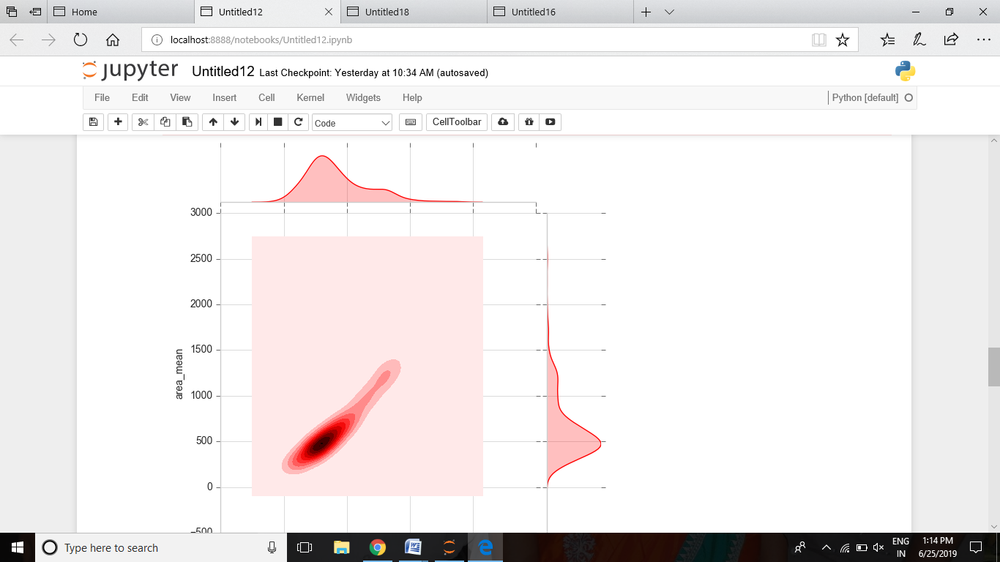 Home
Untitled12
Untitled18
Untitled16
localhost:8888/notebooks/Untitled12.ipynb
jupyter Untitled12 Last Checkpoint: Yesterday at 10:34 AM (autosaved)
File Edit View Insert Cell Kernel Widgets Help Python [default]
Code CellToolbar
3000
2500
2000
1500
1000
500
0
−500
area_mean
Type here to search
ENG
IN
1:14 PM
6/25/2019